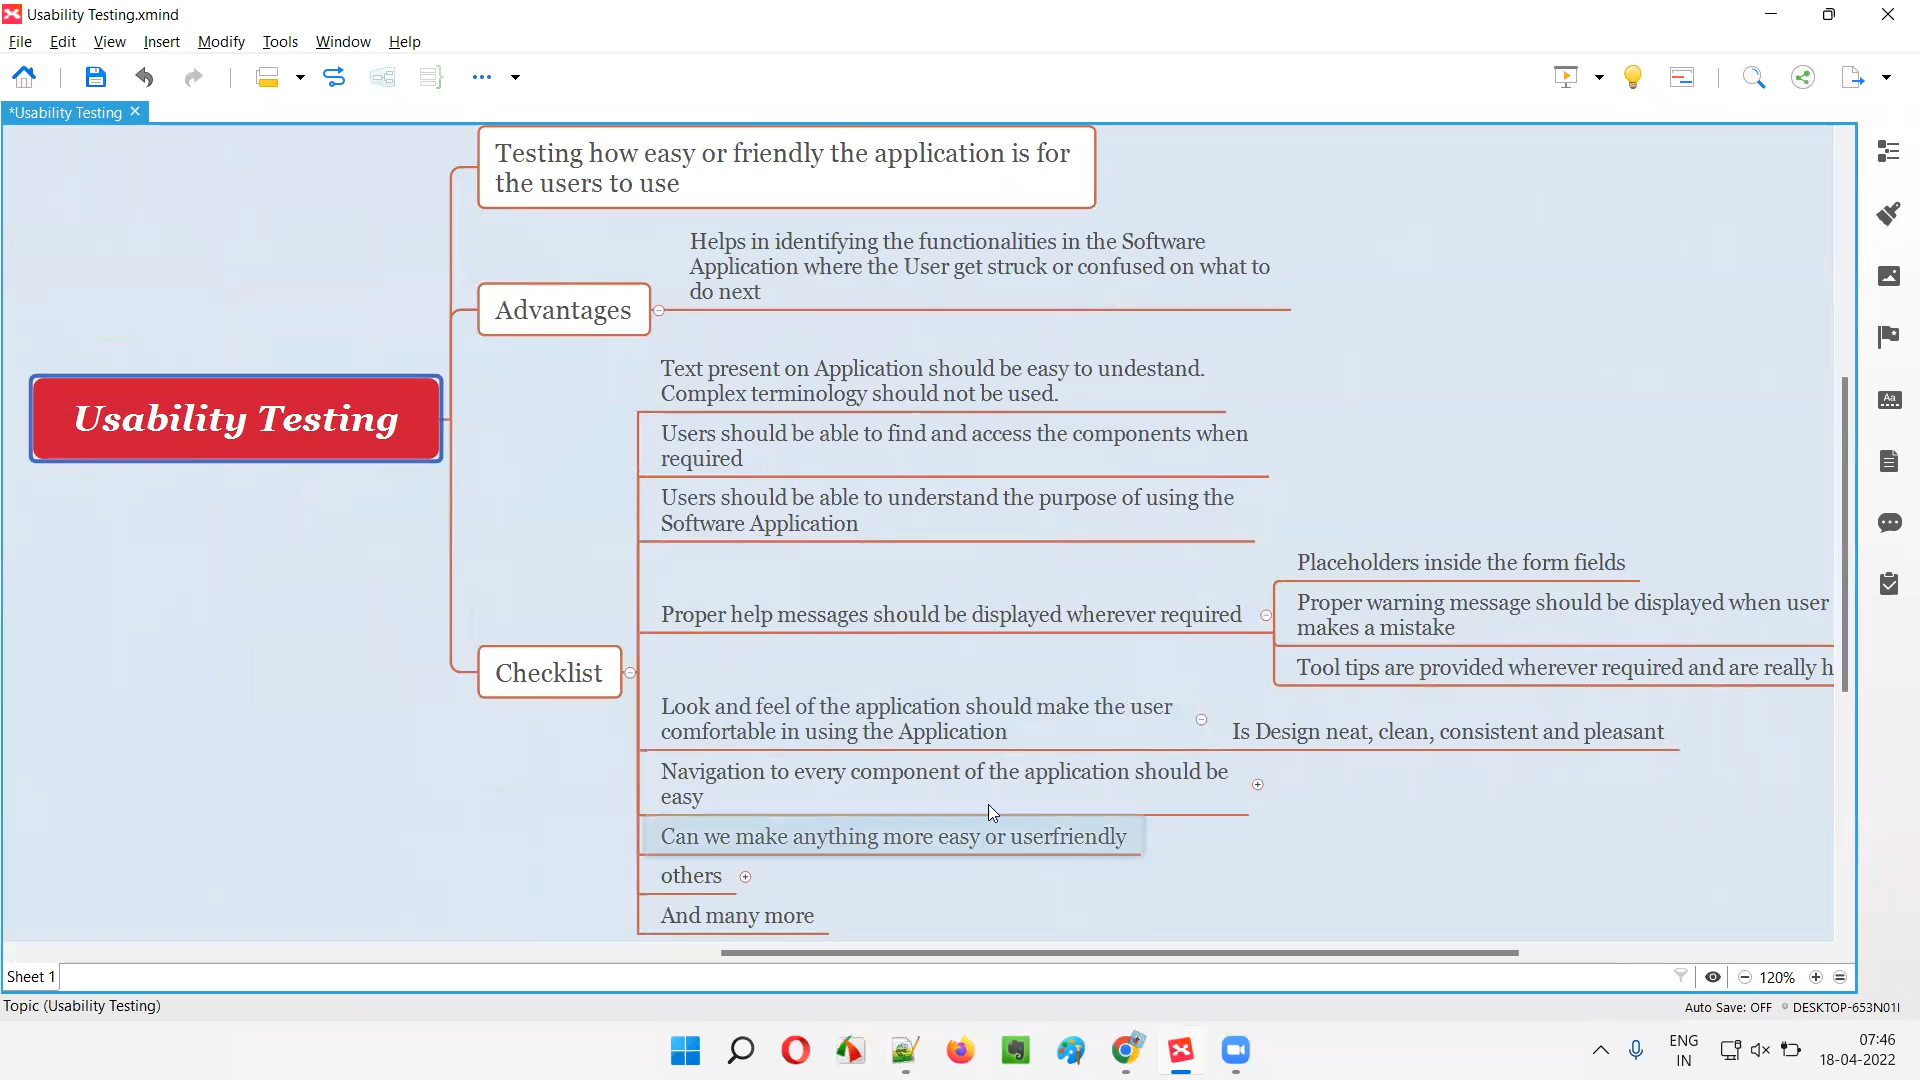 Usability Testing.xmind
File Edit View Insert Modify Tools Window Help
*Usability Testing
Testing how easy or friendly the application is for
the users to use
Helps in identifying the functionalities in the Software
Application where the User get struck or confused on what to
do next
Advantages
Text present on Application should be easy to undestand.
Complex terminology should not be used.
Usability Testing
Users should be able to find and access the components when
required
Users should be able to understand the purpose of using the
Software Application
Placeholders inside the form fields
Proper help messages should be displayed wherever required
Proper warning message should be displayed when user
makes a mistake
Tool tips are provided wherever required and are really h
Checklist
Look and feel of the application should make the user
comfortable in using the Application
Is Design neat, clean, consistent and pleasant
Navigation to every component of the application should be
easy
Can we make anything more easy or userfriendly
others
And many more
Sheet 1
120%
Topic (Usability Testing)
Auto Save: OFF
DESKTOP-653N01I
ENG
IN
07:46
18-04-2022